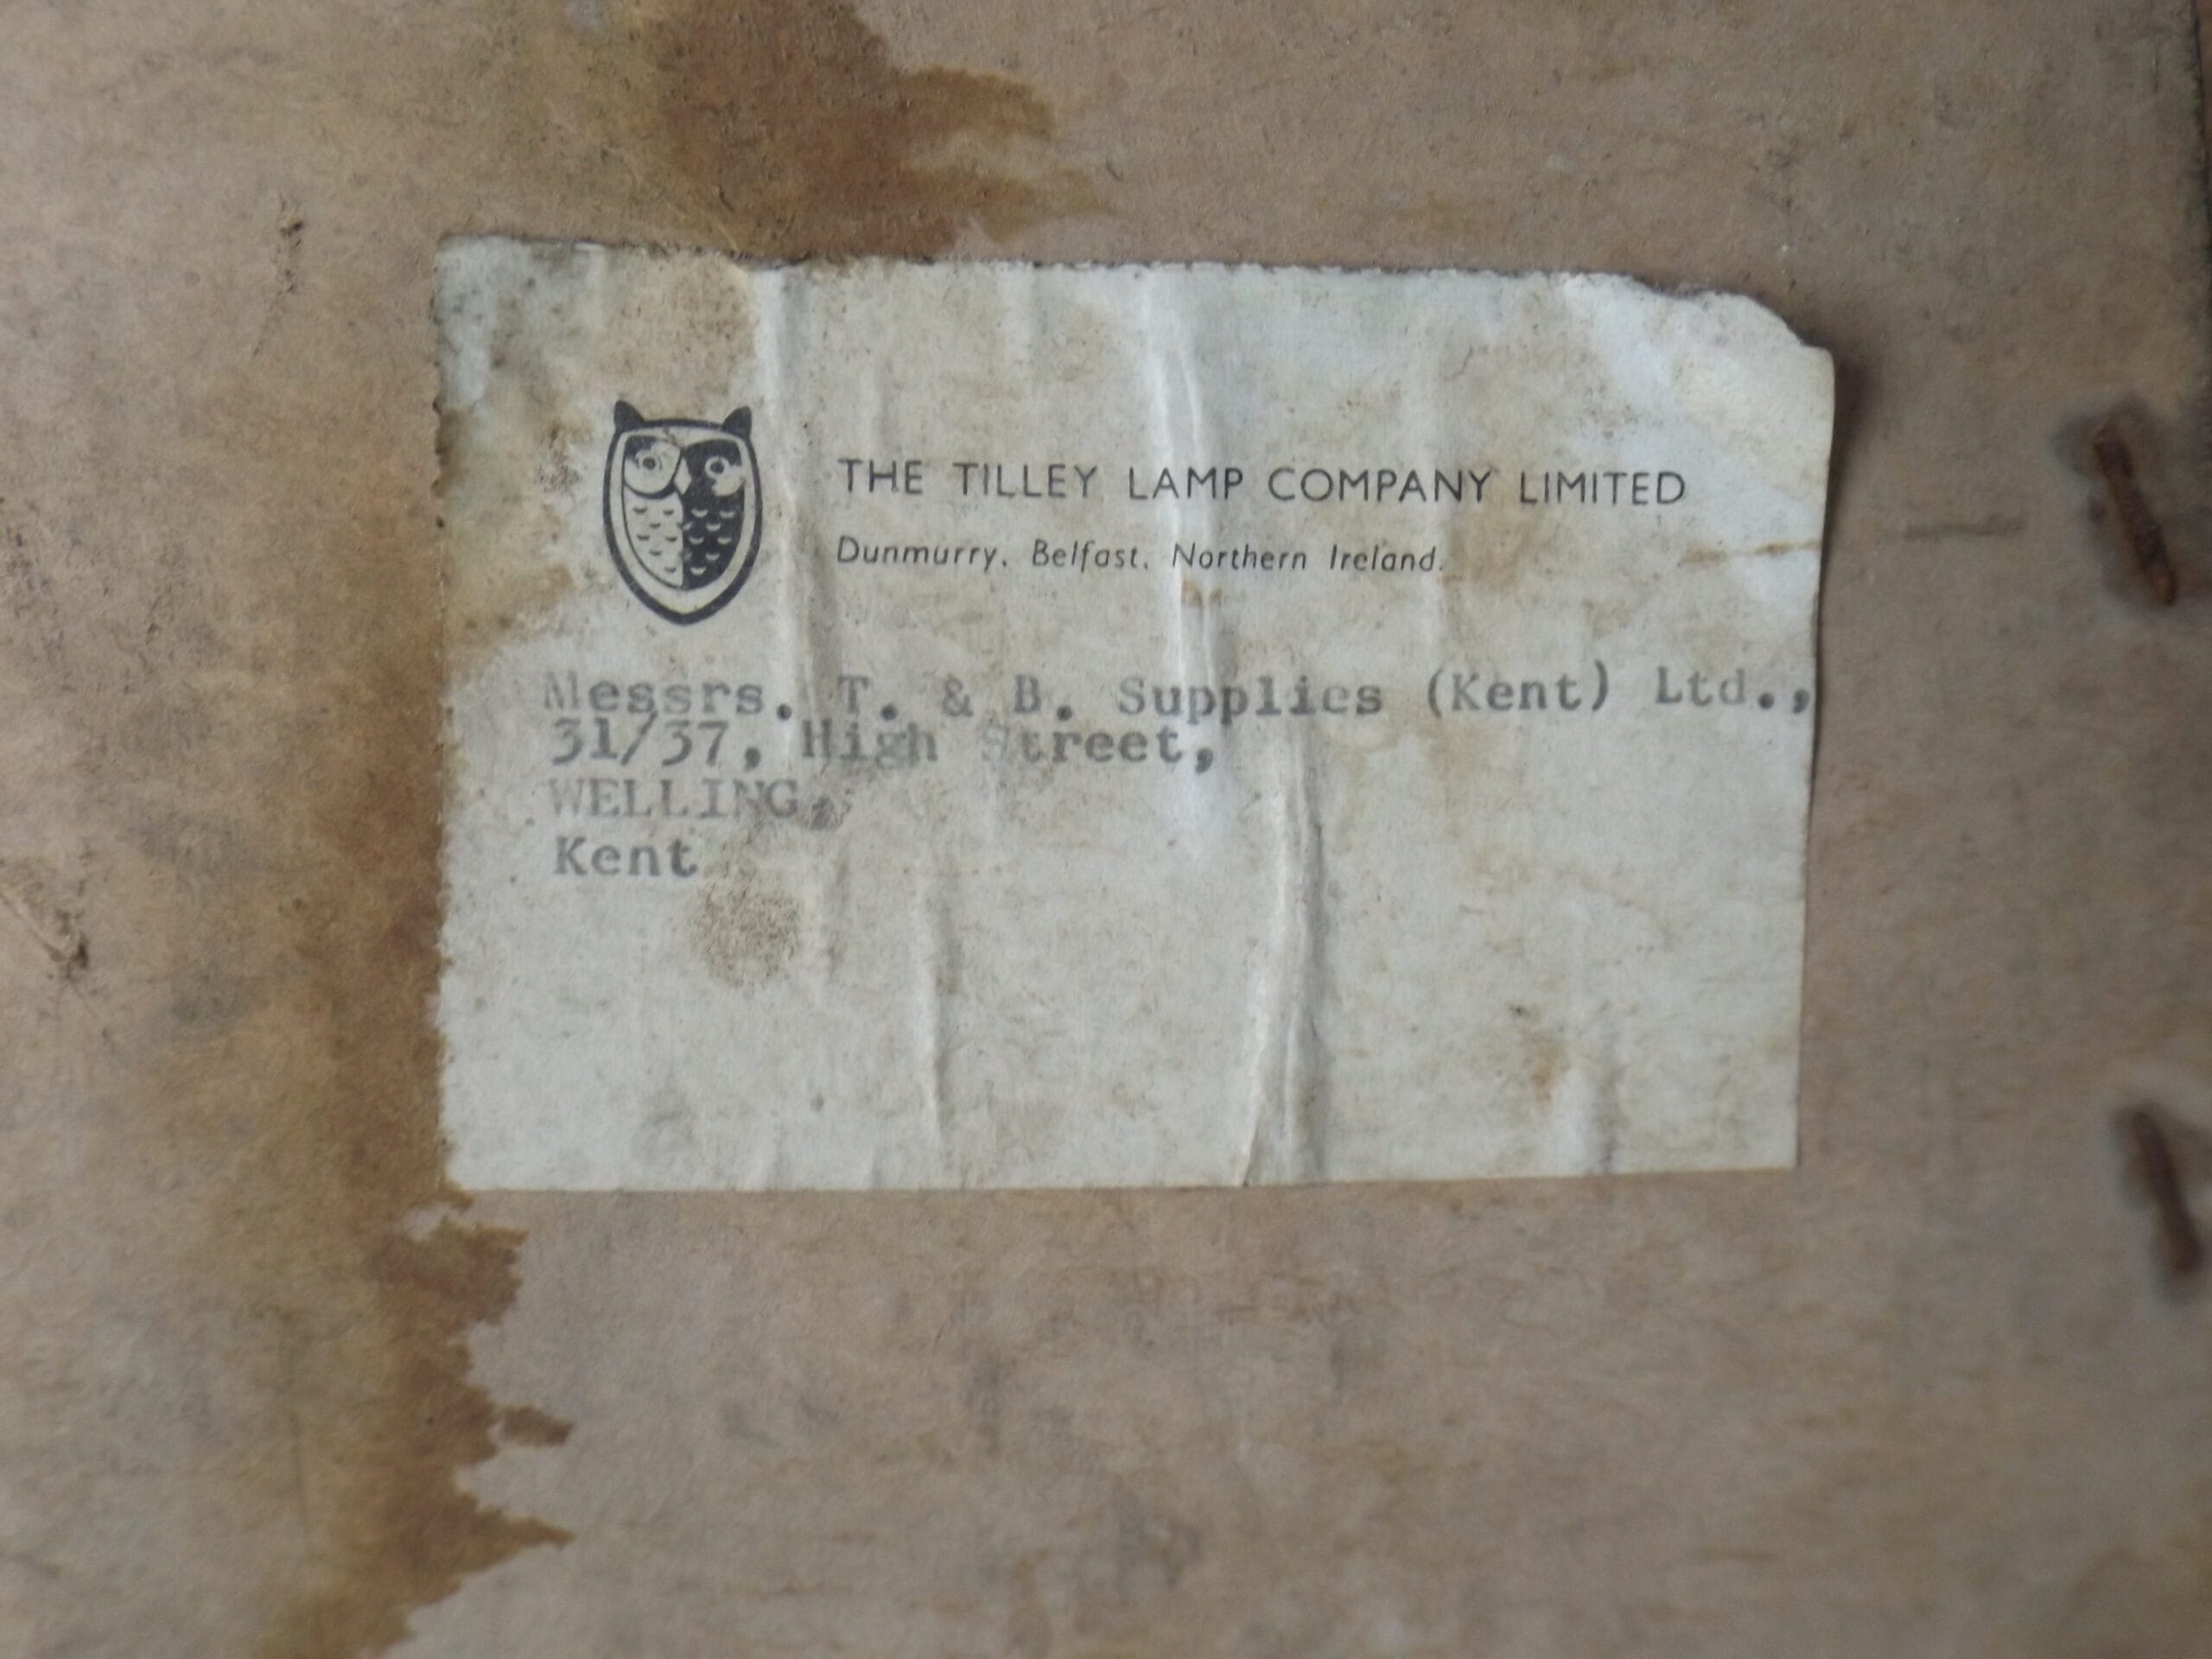 THE TILLEY LAMP COMPANY LIMITED
Dunmurry, Belfast, Northern Ireland.
Messrs. T. & B. Supplies (Kent) Ltd.,
31/37, High Street,
WELLING,
Kent